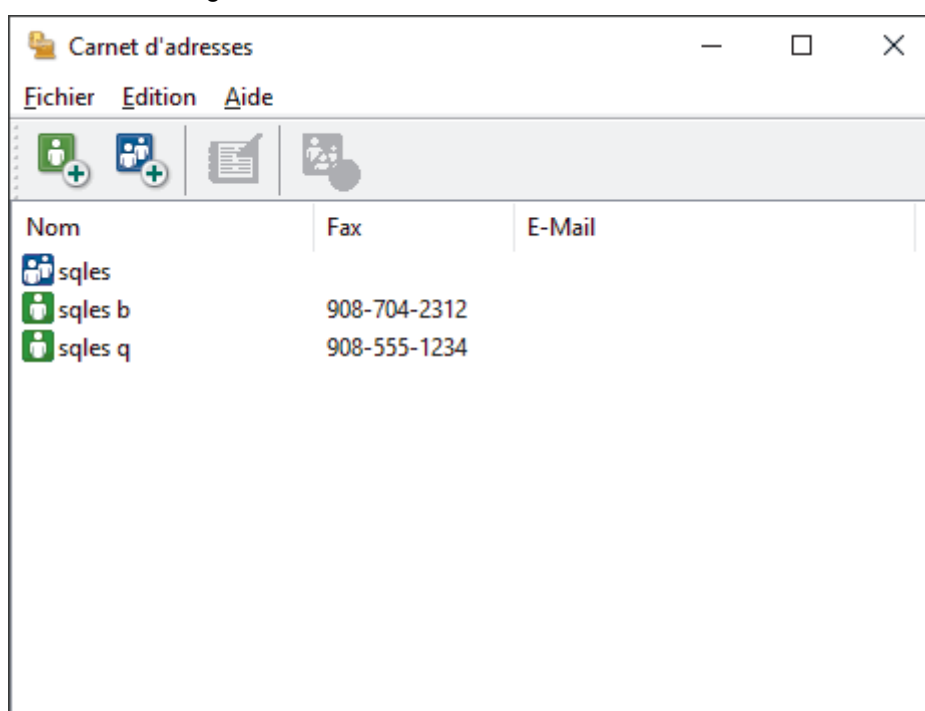 Carnet d'adresses
Fichier Edition Aide
Nom Fax E-Mail
sqles
sqles b 908-704-2312
sqles q 908-555-1234